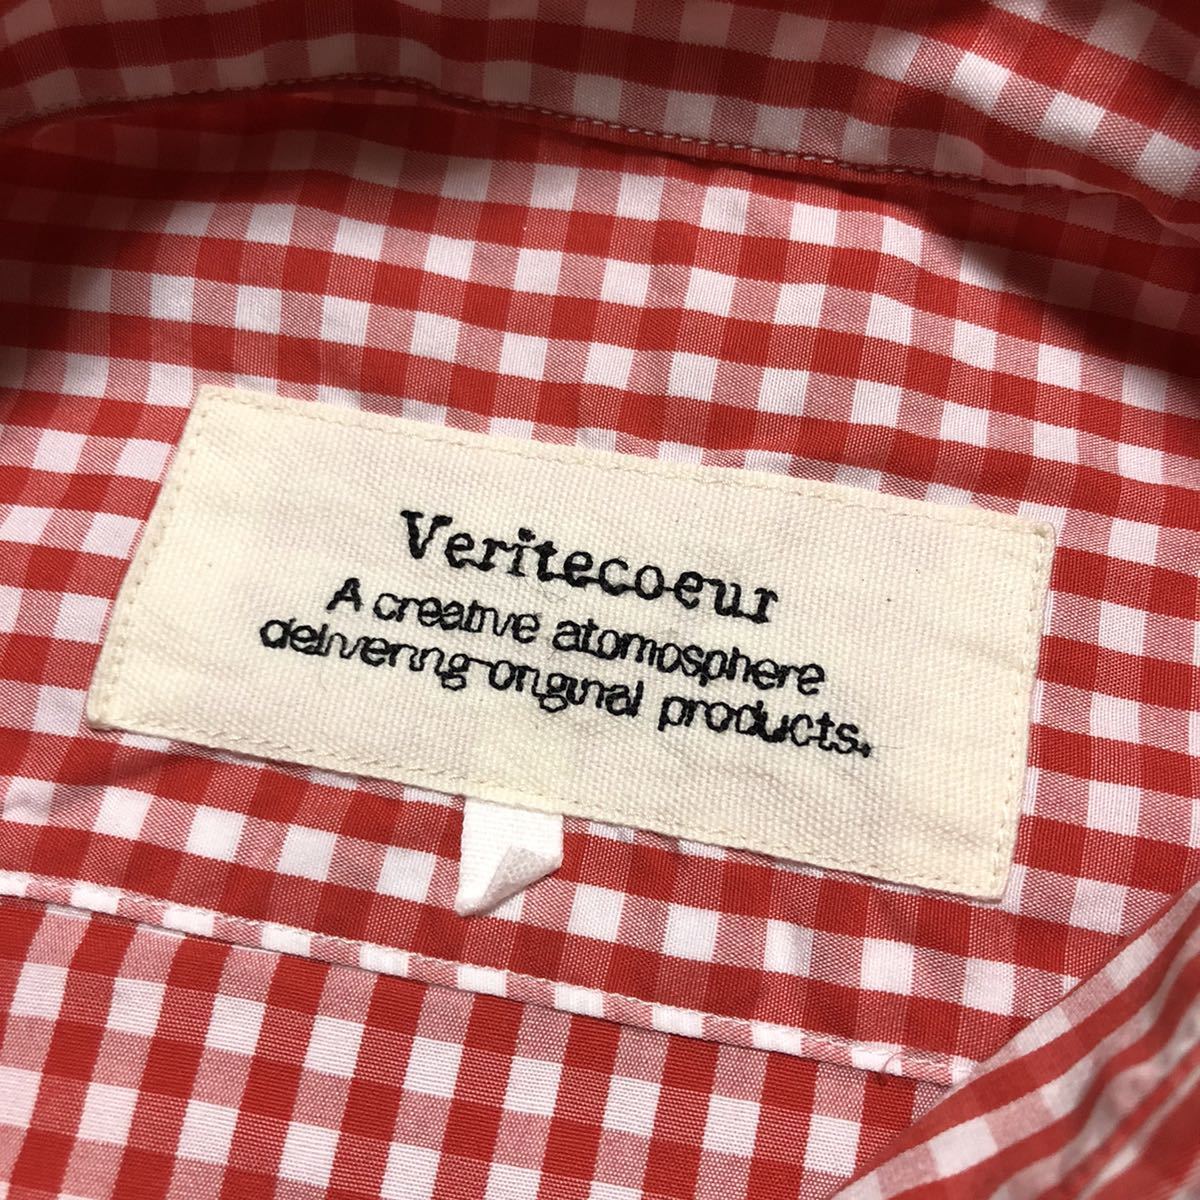 Veritecoeur
A creative atomosphere
delivering original products.